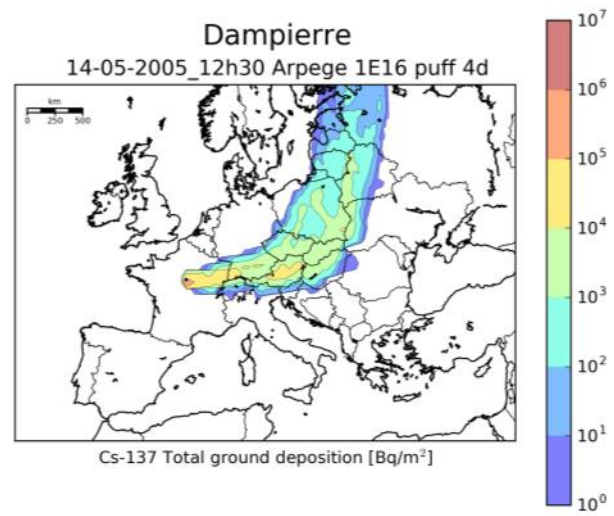 Dampierre
14-05-2005_12h30 Arpege 1E16 puff 4d
km
0 250 500
10⁷
10⁶
10⁵
10⁴
10³
10²
10¹
10⁰
Cs-137 Total ground deposition [Bq/m²]